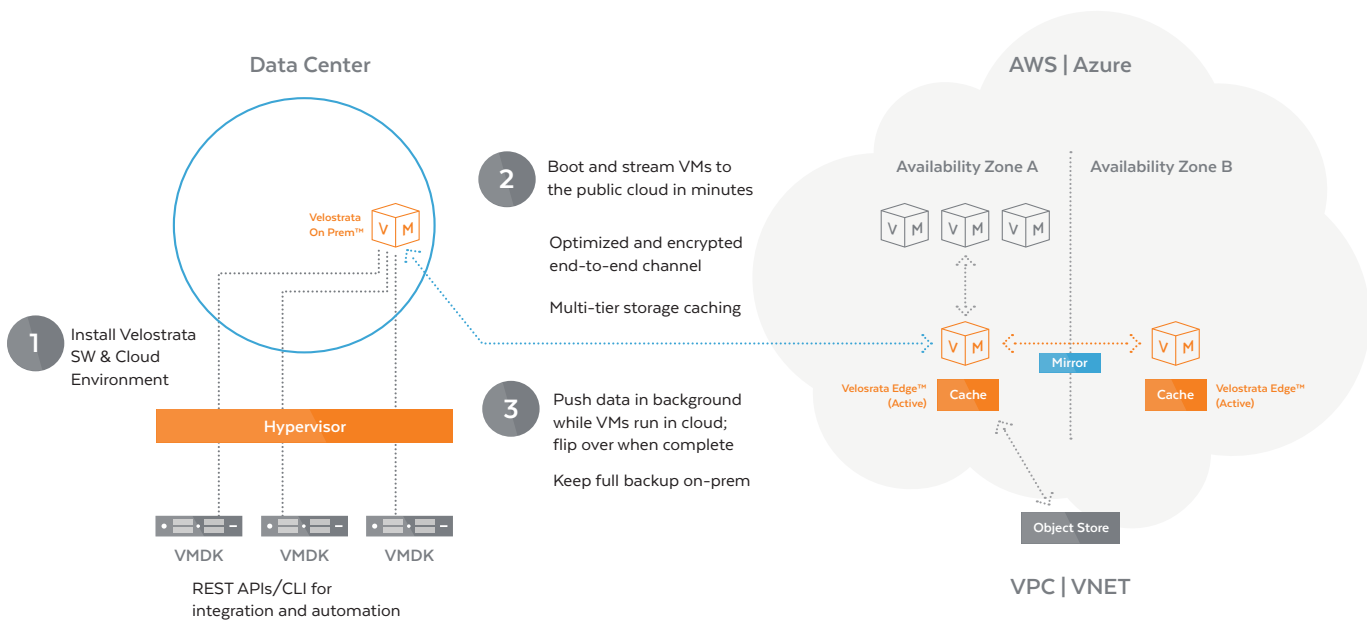 Data Center
Velostrata
On Prem™
V M
1
Install Velostrata
SW & Cloud
Environment
Hypervisor
VMDK
VMDK
VMDK
REST APIs/CLI for
integration and automation
2
Boot and stream VMs to
the public cloud in minutes
Optimized and encrypted
end-to-end channel
Multi-tier storage caching
3
Push data in background
while VMs run in cloud;
flip over when complete
Keep full backup on-prem
AWS | Azure
Availability Zone A
Availability Zone B
V M
V M
V M
V M
V M
Mirror
Velosrata Edge™
(Active)
Cache
Cache
Velostrata Edge™
(Active)
Object Store
VPC | VNET